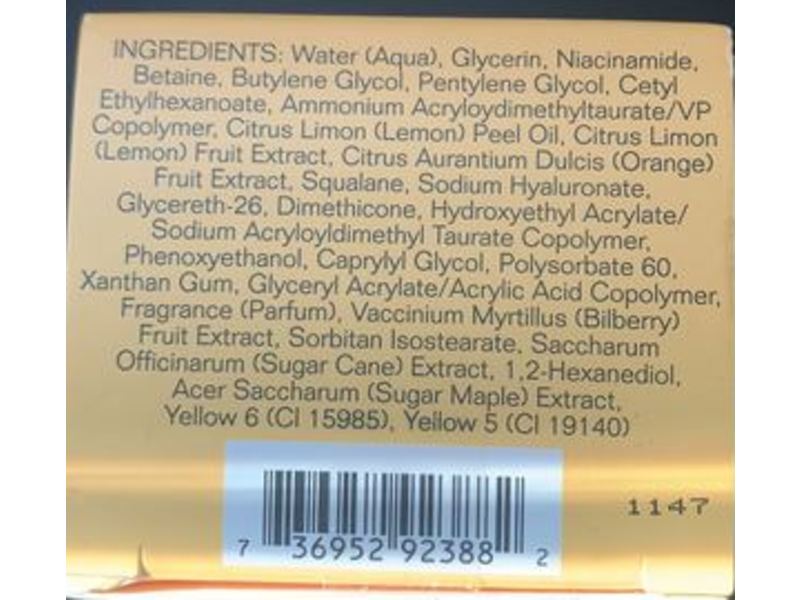 INGREDIENTS: Water (Aqua), Glycerin, Niacinamide,
Betaine, Butylene Glycol, Pentylene Glycol, Cetyl
Ethylhexanoate, Ammonium Acryloydimethyltaurate/VP
Copolymer, Citrus Limon (Lemon) Peel Oil, Citrus Limon
(Lemon) Fruit Extract, Citrus Aurantium Dulcis (Orange)
Fruit Extract, Squalane, Sodium Hyaluronate,
Glycereth-26, Dimethicone, Hydroxyethyl Acrylate/
Sodium Acryloyldimethyl Taurate Copolymer,
Phenoxyethanol, Caprylyl Glycol, Polysorbate 60,
Xanthan Gum, Glyceryl Acrylate/Acrylic Acid Copolymer,
Fragrance (Parfum), Vaccinium Myrtillus (Bilberry)
Fruit Extract, Sorbitan Isostearate, Saccharum
Officinarum (Sugar Cane) Extract, 1,2-Hexanediol,
Acer Saccharum (Sugar Maple) Extract,
Yellow 6 (CI 15985), Yellow 5 (CI 19140)
1147
7 36952 92388 2